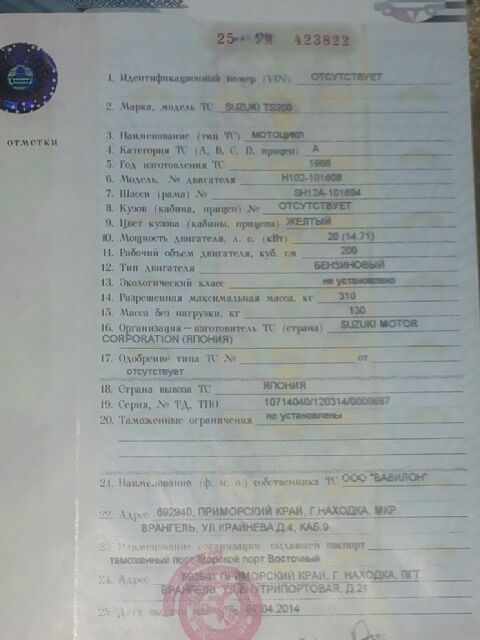 25 УМ 423822
1. Идентификационный номер (VIN) ОТСУТСТВУЕТ
2. Марка, модель ТС SUZUKI TS200
отметки
3. Наименование (тип ТС) МОТОЦИКЛ
4. Категория ТС (A, B, C, D, прицеп) А
5. Год изготовления ТС 1996
6. Модель, № двигателя H102-101608
7. Шасси (рама) № SH12A-101694
8. Кузов (кабина, прицеп) № ОТСУТСТВУЕТ
9. Цвет кузова (кабины, прицепа) ЖЕЛТЫЙ
10. Мощность двигателя, л. с. (кВт) 20 (14.71)
11. Рабочий объем двигателя, куб. см 200
12. Тип двигателя БЕНЗИНОВЫЙ
13. Экологический класс не установлено
14. Разрешенная максимальная масса, кг 310
15. Масса без нагрузки, кг 130
16. Организация-изготовитель ТС (страна) SUZUKI MOTOR
CORPORATION (ЯПОНИЯ)
17. Одобрение типа ТС № от
отсутствует
18. Страна вывоза ТС ЯПОНИЯ
19. Серия, № ТД, ТПО 10714040/120314/0009667
20. Таможенные ограничения не установлены
21. Наименование (ф. и. о.) собственника ТС ООО "ВАВИЛОН"
22. Адрес 692940, ПРИМОРСКИЙ КРАЙ, Г.НАХОДКА, МКР
ВРАНГЕЛЬ, УЛ.КРАЙНЕВА Д.4, КАБ.9
23. Наименование организации, выдавшей паспорт
таможенный пост Морской порт Восточный
24. Адрес 692941 ПРИМОРСКИЙ КРАЙ, Г. НАХОДКА, ПГТ
ВРАНГЕЛЬ, УЛ.ВНУТРИПОРТОВАЯ, Д.21
25. Дата выдачи 07.04.2014